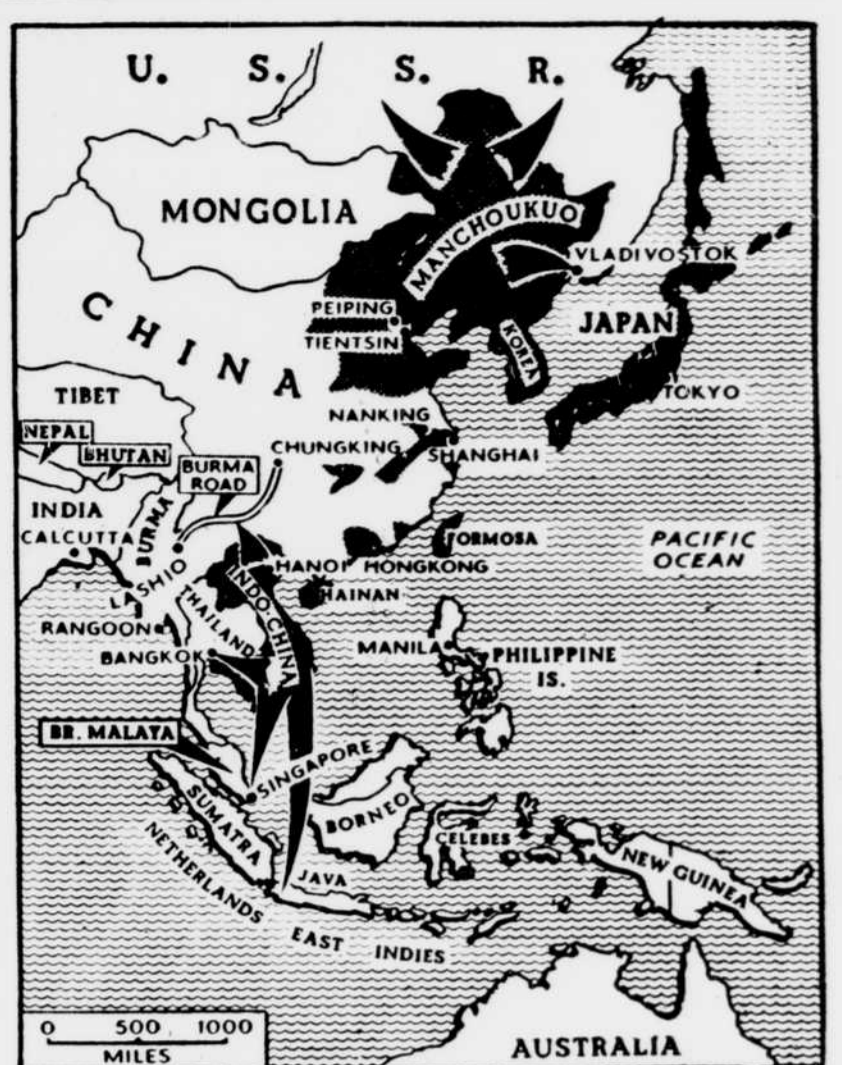 U. S. S. R.
MONGOLIA
MANCHOUKUO
VLADIVOSTOK
PEIPING
TIENTSIN
KOREA
JAPAN
TOKYO
CHINA
TIBET
NANKING
SHANGHAI
NEPAL
BHUTAN
CHUNGKING
BURMA
ROAD
INDIA
CALCUTTA
BURMA
LASHIO
FORMOSA
PACIFIC
OCEAN
HANOI
HONGKONG
HAINAN
INDO-CHINA
THAILAND
RANGOON
BANGKOK
MANILA
PHILIPPINE
IS.
BR. MALAYA
SINGAPORE
SUMATRA
BORNEO
CELEBES
NEW GUINEA
JAVA
NETHERLANDS
EAST INDIES
0 500 1000
MILES
AUSTRALIA